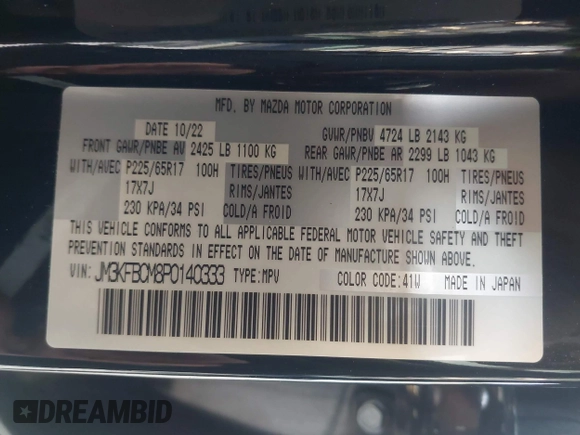 MFD. BY MAZDA MOTOR CORPORATION
DATE 10/22 GVWR/PNBV 4724 LB 2143 KG
FRONT GAWR/PNBE AV 2425 LB 1100 KG REAR GAWR/PNBE AR 2299 LB 1043 KG
WITH/AVEC P225/65R17 100H TIRES/PNEUS WITH/AVEC P225/65R17 100H TIRES/PNEUS
17X7J RIMS/JANTES 17X7J RIMS/JANTES
230 KPA/34 PSI COLD/A FROID 230 KPA/34 PSI COLD/A FROID
THIS VEHICLE CONFORMS TO ALL APPLICABLE FEDERAL MOTOR VEHICLE SAFETY AND THEFT
PREVENTION STANDARDS IN EFFECT ON THE DATE OF MANUFACTURE SHOWN ABOVE.
VIN: JM3KFBCM8P0140333 TYPE:MPV COLOR CODE:41W MADE IN JAPAN
DREAMBID